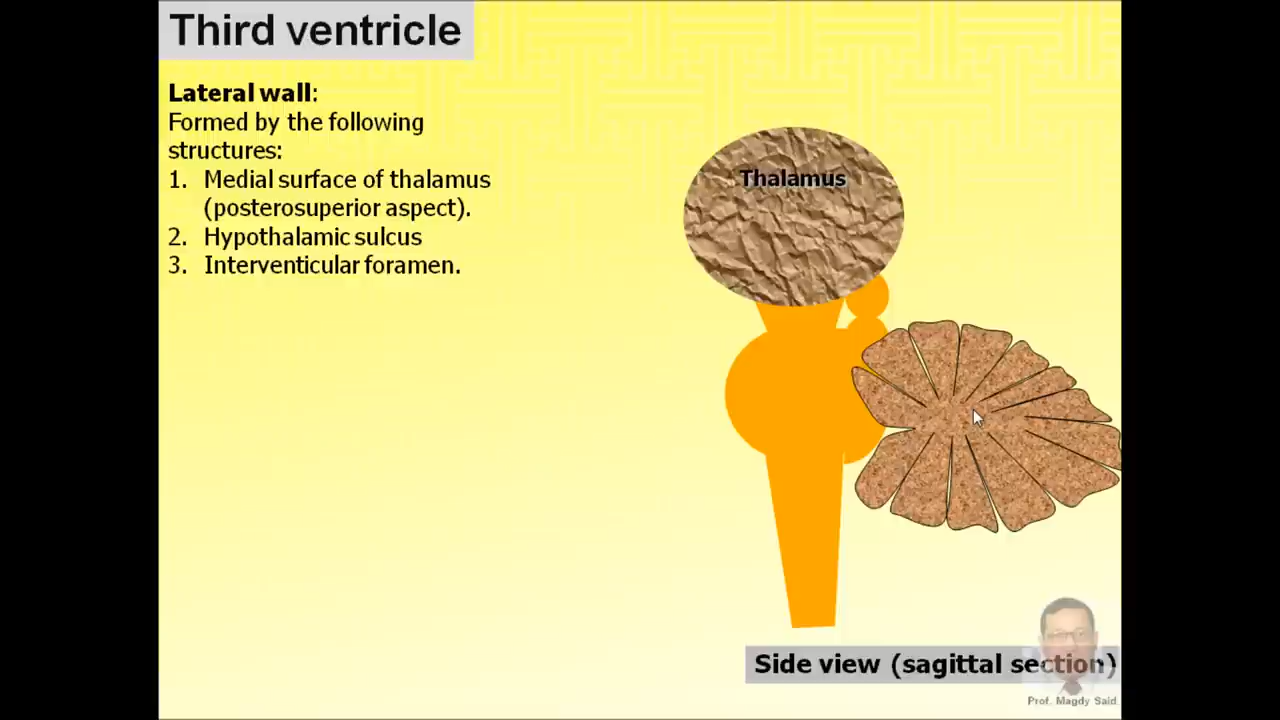 Third ventricle
Lateral wall:
Formed by the following
structures:
1. Medial surface of thalamus
(posterosuperior aspect).
2. Hypothalamic sulcus
3. Interventicular foramen.
Thalamus
Side view (sagittal section)
Prof. Magdy Said